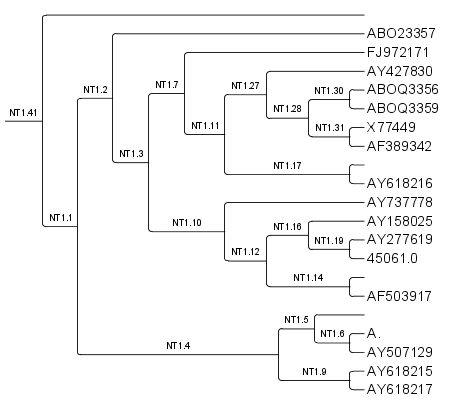 ABO23357
FJ972171
NT1.7
AY427830
NT1.27
NT1.2
ABOQ3356
NT1.30
ABOQ3359
NT1.28
NT1.41
X77449
NT1.11
NT1.31
AF389342
NT1.3
NT1.17
AY618216
AY737778
NT1.1
NT1.10
AY158025
NT1.16
AY277619
NT1.19
NT1.12
45061.0
NT1.14
AF503917
NT1.5
A.
NT1.6
NT1.4
AY507129
AY618215
NT1.9
AY618217